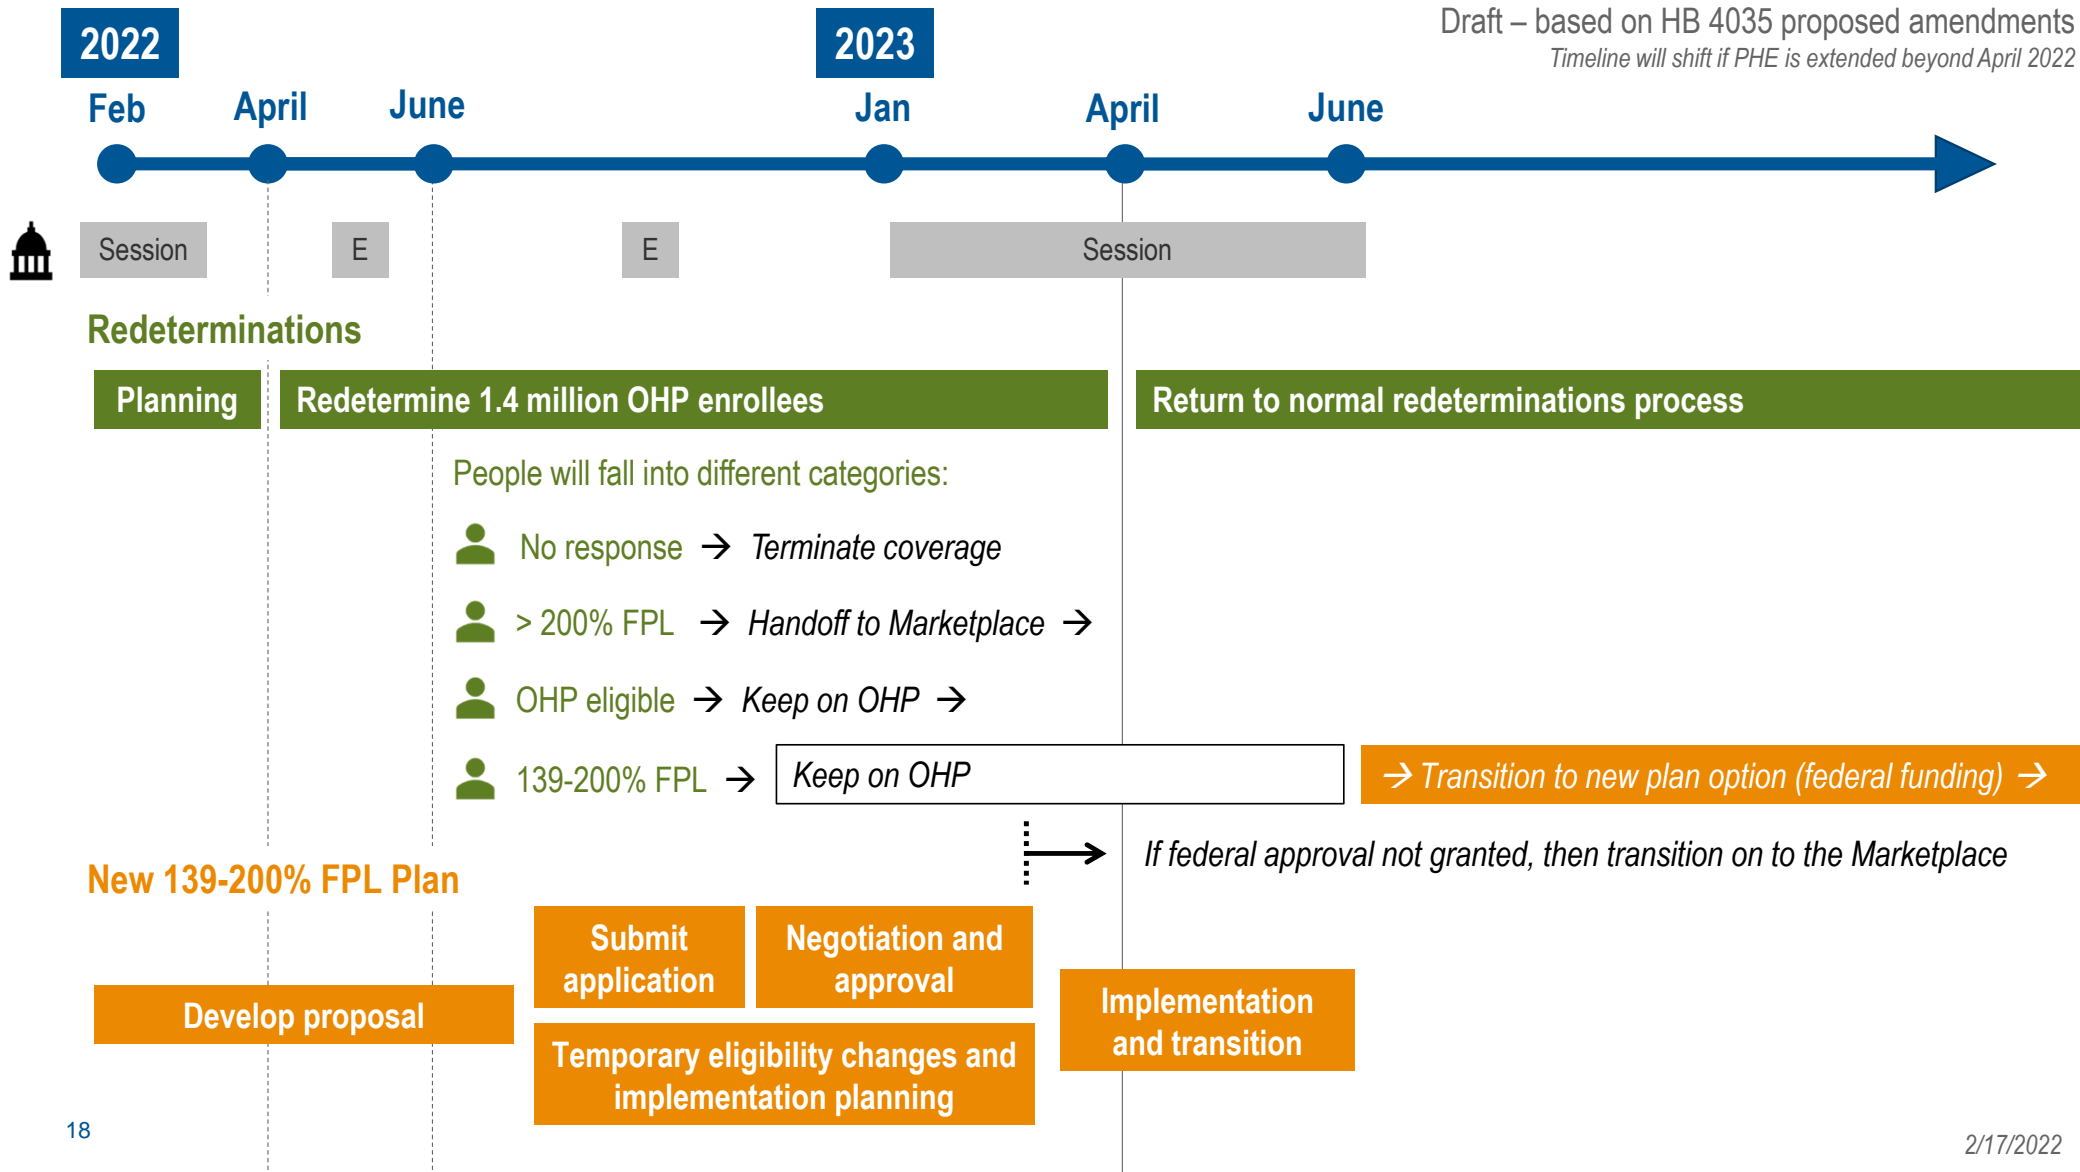 Draft – based on HB 4035 proposed amendments
Timeline will shift if PHE is extended beyond April 2022
2022
2023
Feb
April
June
Jan
April
June
Session
E
E
Session
Redeterminations
Planning
Redetermine 1.4 million OHP enrollees
Return to normal redeterminations process
People will fall into different categories:
No response → Terminate coverage
> 200% FPL → Handoff to Marketplace →
OHP eligible → Keep on OHP →
139-200% FPL → Keep on OHP
→ Transition to new plan option (federal funding) →
If federal approval not granted, then transition on to the Marketplace
New 139-200% FPL Plan
Develop proposal
Submit
application
Negotiation and
approval
Temporary eligibility changes and
implementation planning
Implementation
and transition
18
2/17/2022